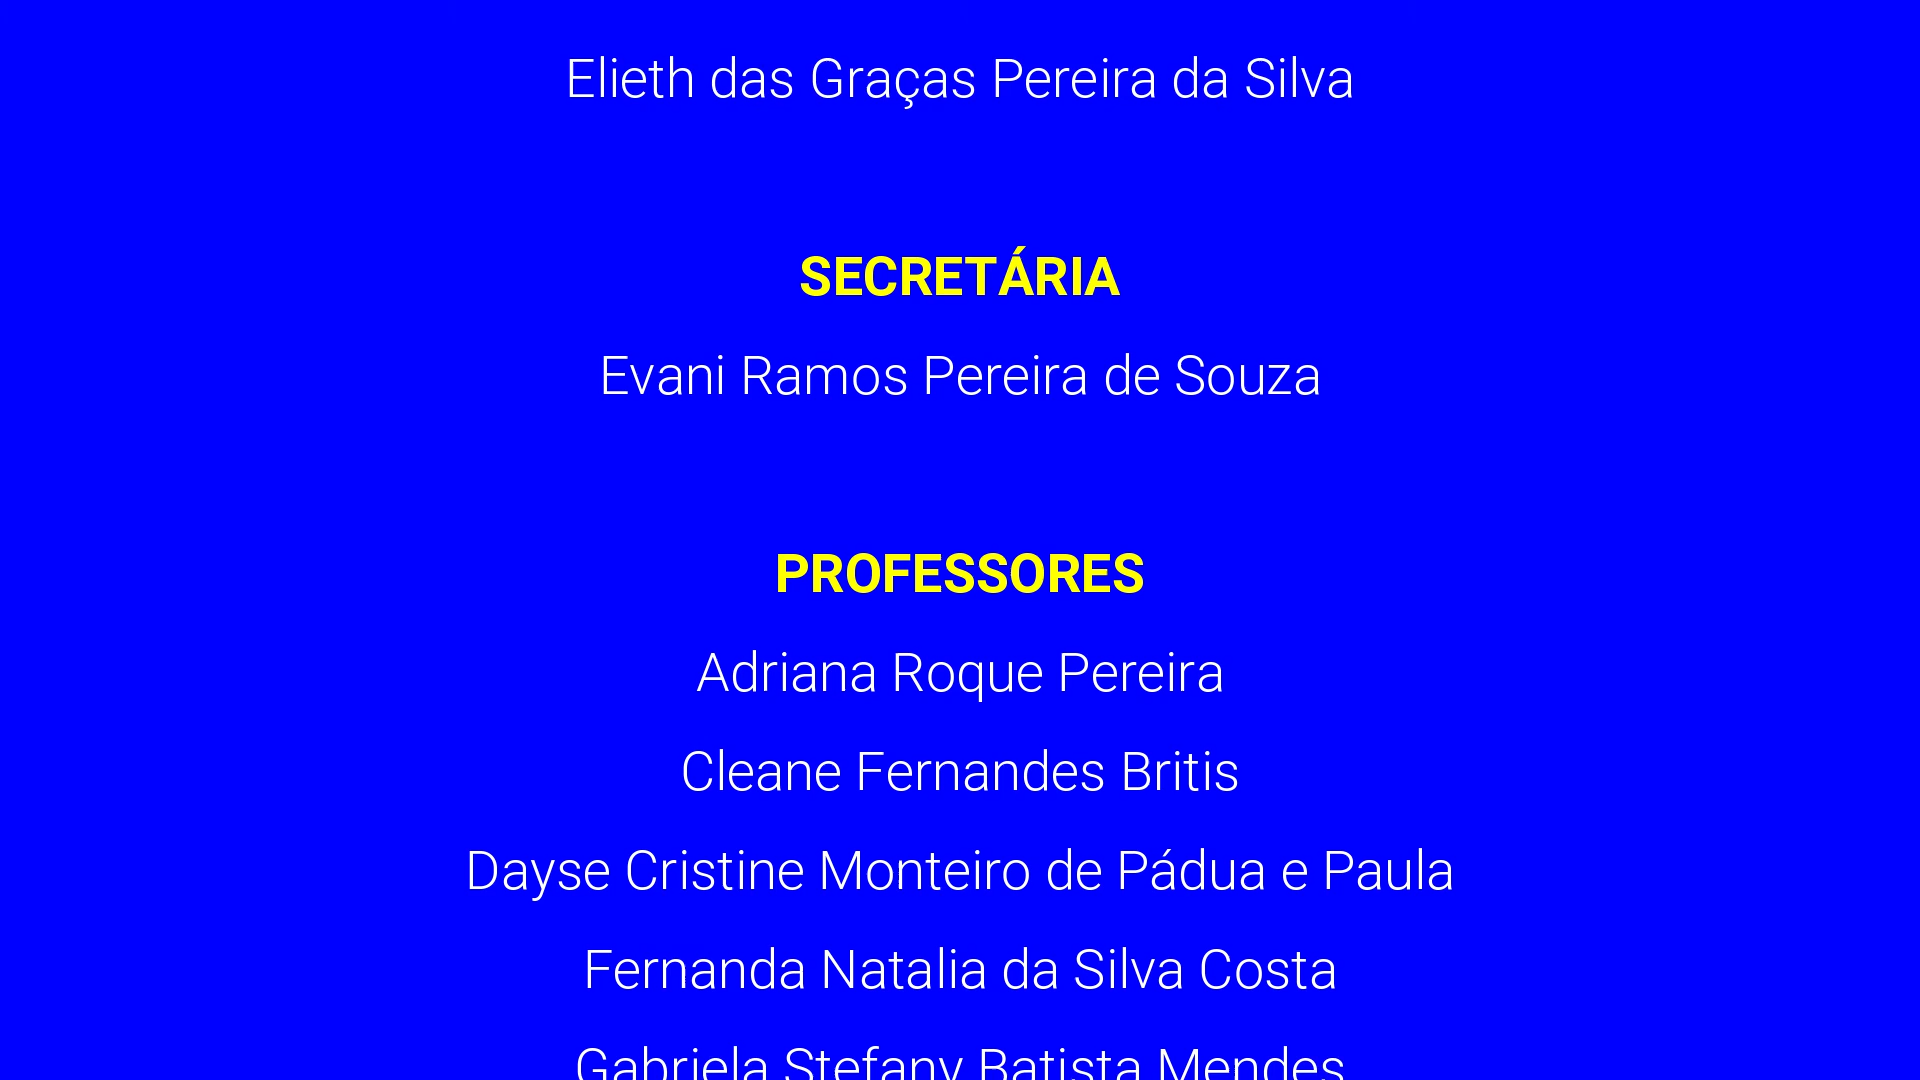 Elieth das Graças Pereira da Silva
SECRETÁRIA
Evani Ramos Pereira de Souza
PROFESSORES
Adriana Roque Pereira
Cleane Fernandes Britis
Dayse Cristine Monteiro de Pádua e Paula
Fernanda Natalia da Silva Costa
Gabriela Stefany Batista Mendes